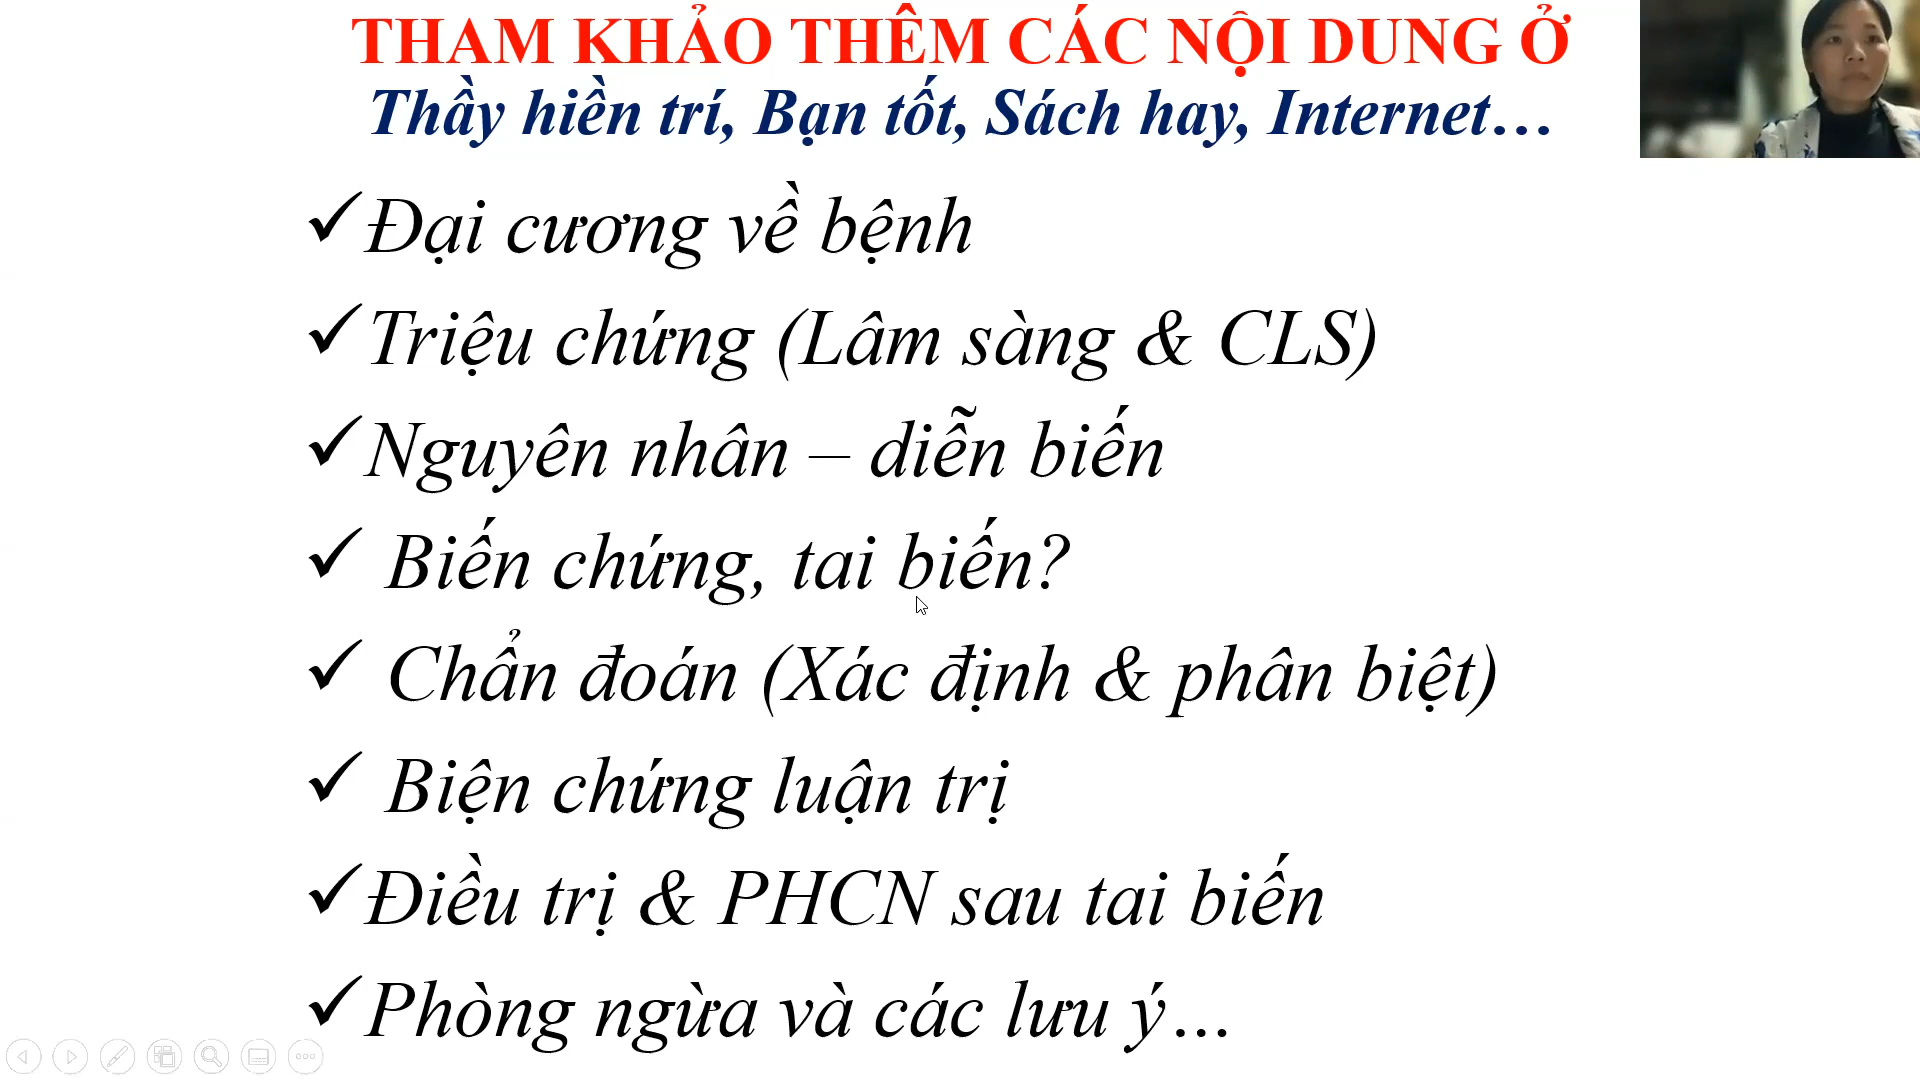 THAM KHẢO THÊM CÁC NỘI DUNG Ở
Thầy hiền trí, Bạn tốt, Sách hay, Internet…
Đại cương về bệnh
Triệu chứng (Lâm sàng & CLS)
Nguyên nhân – diễn biến
Biến chứng, tai biến?
Chẩn đoán (Xác định & phân biệt)
Biện chứng luận trị
Điều trị & PHCN sau tai biến
Phòng ngừa và các lưu ý…